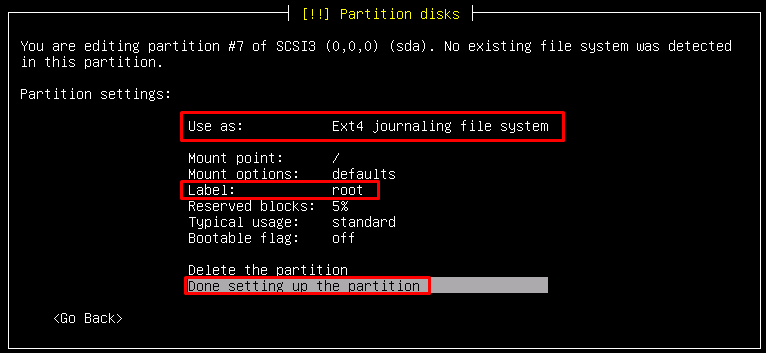 [!!] Partition disks
You are editing partition #7 of SCSI3 (0,0,0) (sda). No existing file system was detected
in this partition.
Partition settings:
Use as: Ext4 journaling file system
Mount point: /
Mount options: defaults
Label: root
Reserved blocks: 5%
Typical usage: standard
Bootable flag: off
Delete the partition
Done setting up the partition
<Go Back>